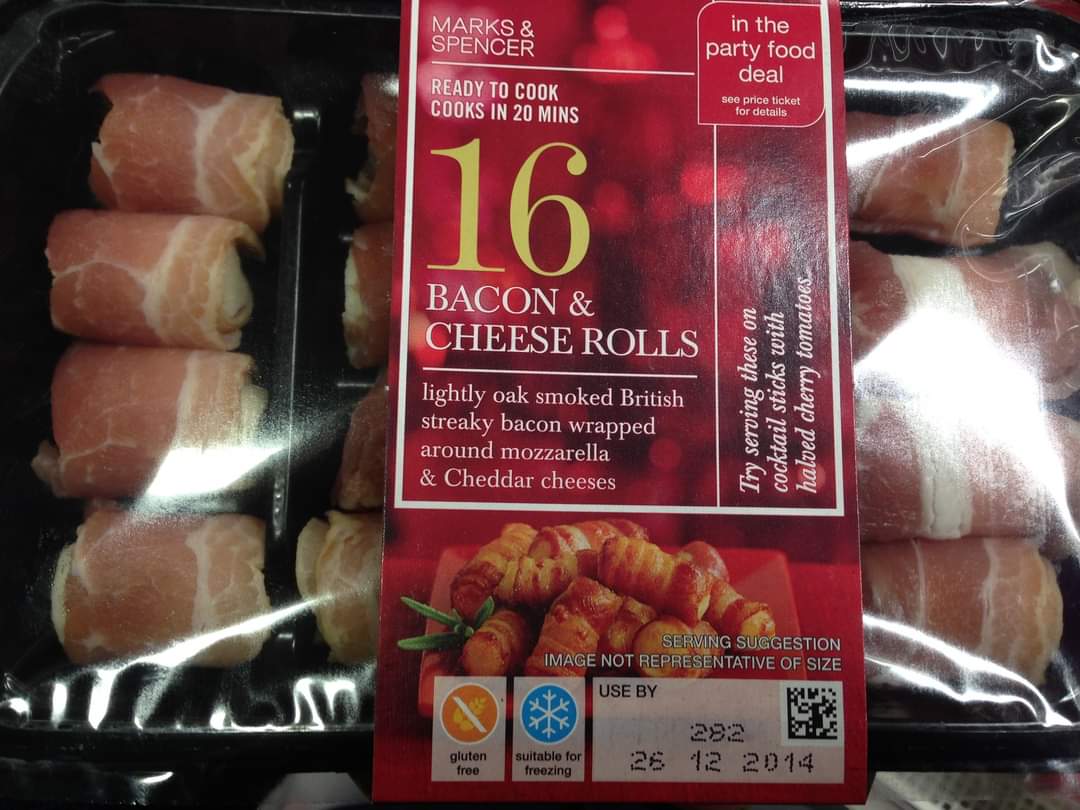 MARKS &
SPENCER
READY TO COOK
COOKS IN 20 MINS
16
BACON &
CHEESE ROLLS
lightly oak smoked British
streaky bacon wrapped
around mozzarella
& Cheddar cheeses
in the
party food
deal
see price ticket
for details
Try serving these on
cocktail sticks with
halved cherry tomatoes
SERVING SUGGESTION
IMAGE NOT REPRESENTATIVE OF SIZE
gluten
free
suitable for
freezing
USE BY
282
26 12 2014